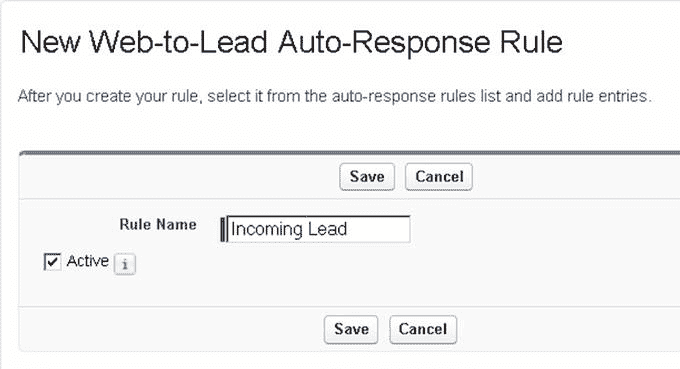 New Web-to-Lead Auto-Response Rule
After you create your rule, select it from the auto-response rules list and add rule entries.
Save Cancel
Rule Name Incoming Lead
Active i
Save Cancel